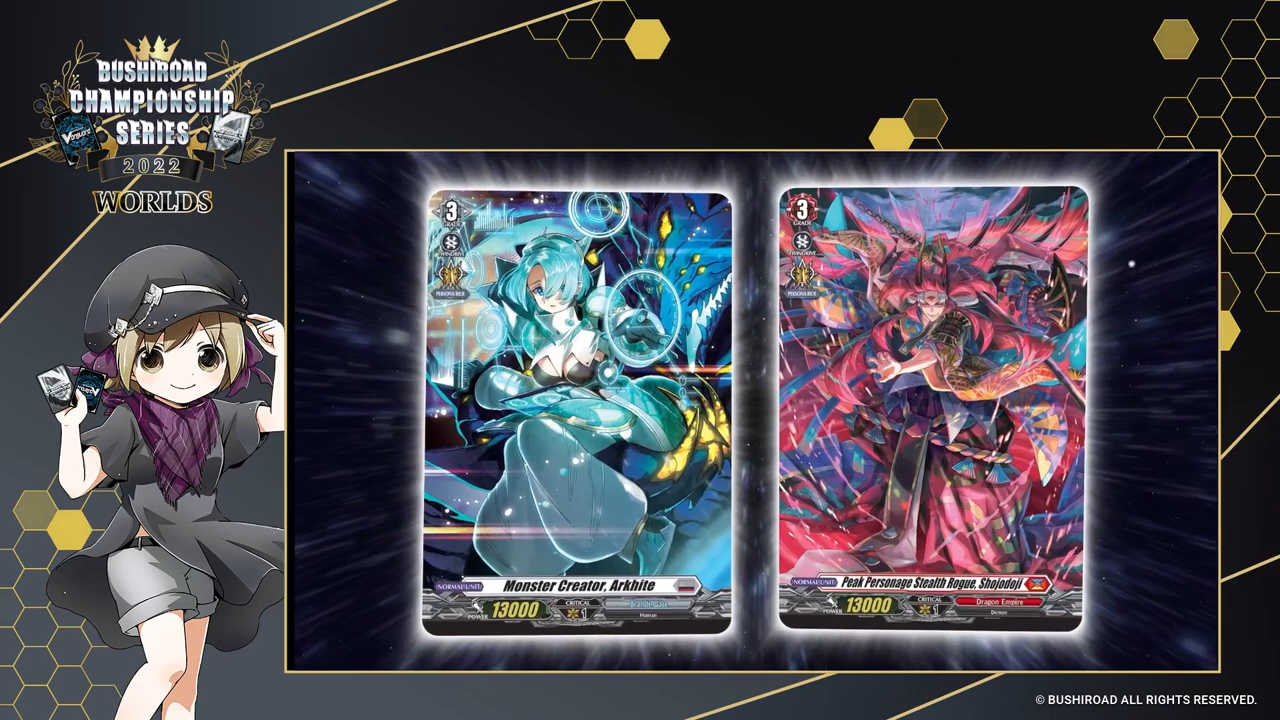 BUSHIROAD
CHAMPIONSHIP
SERIES
2022
WORLDS
3
GRADE
TWINDRIVE
PERSONA RIDE
NORMAL UNIT
Monster Creator, Arkhite
POWER 13000 CRITICAL 1
Brandt Gate
Human
3
GRADE
TWINDRIVE
PERSONA RIDE
NORMAL UNIT
Peak Personage Stealth Rogue, Shojodoji
POWER 13000 CRITICAL 1
Dragon Empire
Demon
© BUSHIROAD ALL RIGHTS RESERVED.